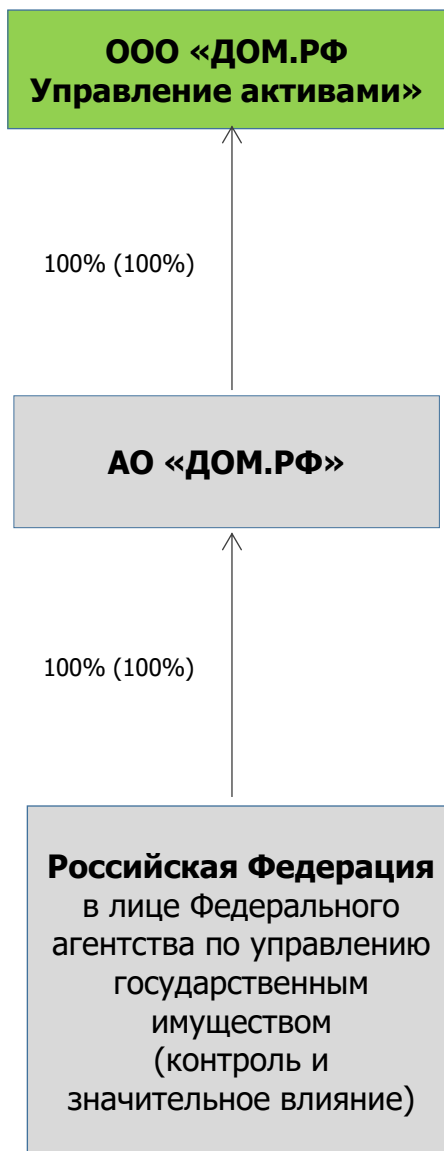 ООО «ДОМ.РФ
Управление активами»
100% (100%)
АО «ДОМ.РФ»
100% (100%)
Российская Федерация
в лице Федерального
агентства по управлению
государственным
имуществом
(контроль и
значительное влияние)